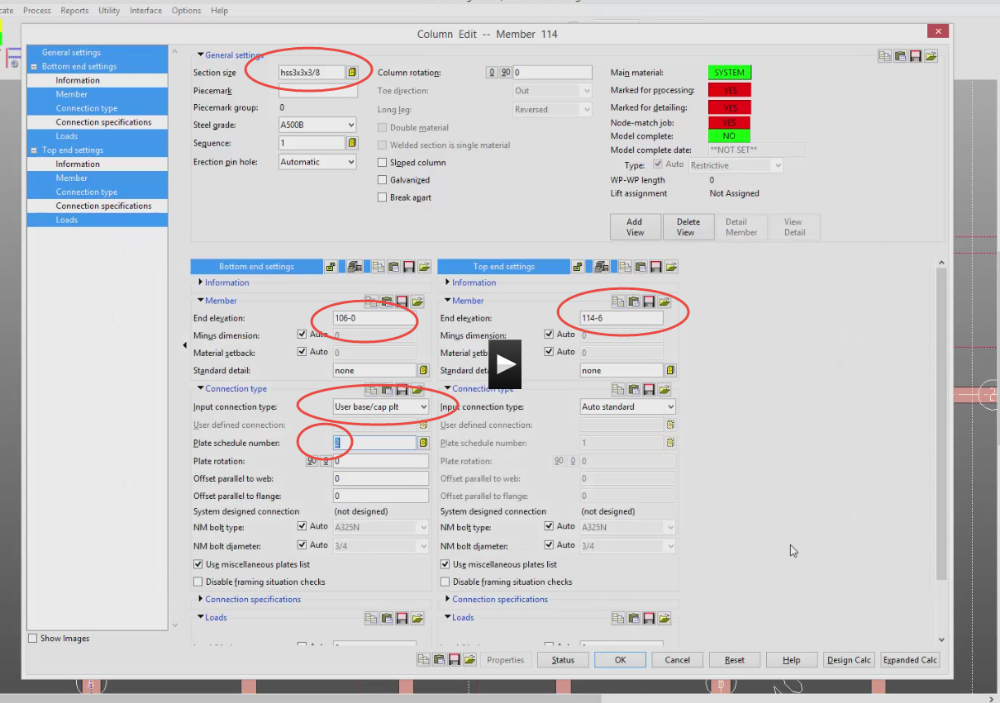 cate Process Reports Utility Interface Options Help
Column Edit -- Member 114
General settings
Bottom end settings
Information
Member
Connection type
Connection specifications
Loads
Top end settings
Information
Member
Connection type
Connection specifications
Loads
Show Images
General settings
Section size hss3x3x3/8
Piecemark
Piecemark group: 0
Steel grade: A500B
Sequence: 1
Erection pin hole: Automatic
Column rotation: 0 90 0
Toe direction: Out
Long leg: Reversed
Double material
Welded section is single material
Sloped column
Galvanized
Break apart
Main material: SYSTEM
Marked for processing: YES
Marked for detailing: YES
Node-match job: YES
Model complete: NO
Model complete date: **NOT SET**
Type: Auto Restrictive
WP-WP length 0
Lift assignment Not Assigned
Add View
Delete View
Detail Member
View Detail
Bottom end settings
Information
Member
End elevation: 106-0
Minus dimension: Auto 0
Material setback: Auto 0
Standard detail: none
Connection type
Input connection type: User base/cap plt
User defined connection:
Plate schedule number:
Plate rotation: 90 0 0
Offset parallel to web: 0
Offset parallel to flange: 0
System designed connection (not designed)
NM bolt type: Auto A325N
NM bolt diameter: Auto 3/4
Use miscellaneous plates list
Disable framing situation checks
Connection specifications
Loads
Top end settings
Information
Member
End elevation: 114-6
Minus dimension: Auto 0
Material setb Auto 0
Standard deta none
Connection type
Input connection type: Auto standard
User defined connection:
Plate schedule number: 1
Plate rotation: 90 0 0
Offset parallel to web: 0
Offset parallel to flange: 0
System designed connection (not designed)
NM bolt type: Auto A325N
NM bolt diameter: Auto 3/4
Use miscellaneous plates list
Disable framing situation checks
Connection specifications
Loads
Properties Status OK Cancel Reset Help Design Calc Expanded Calc